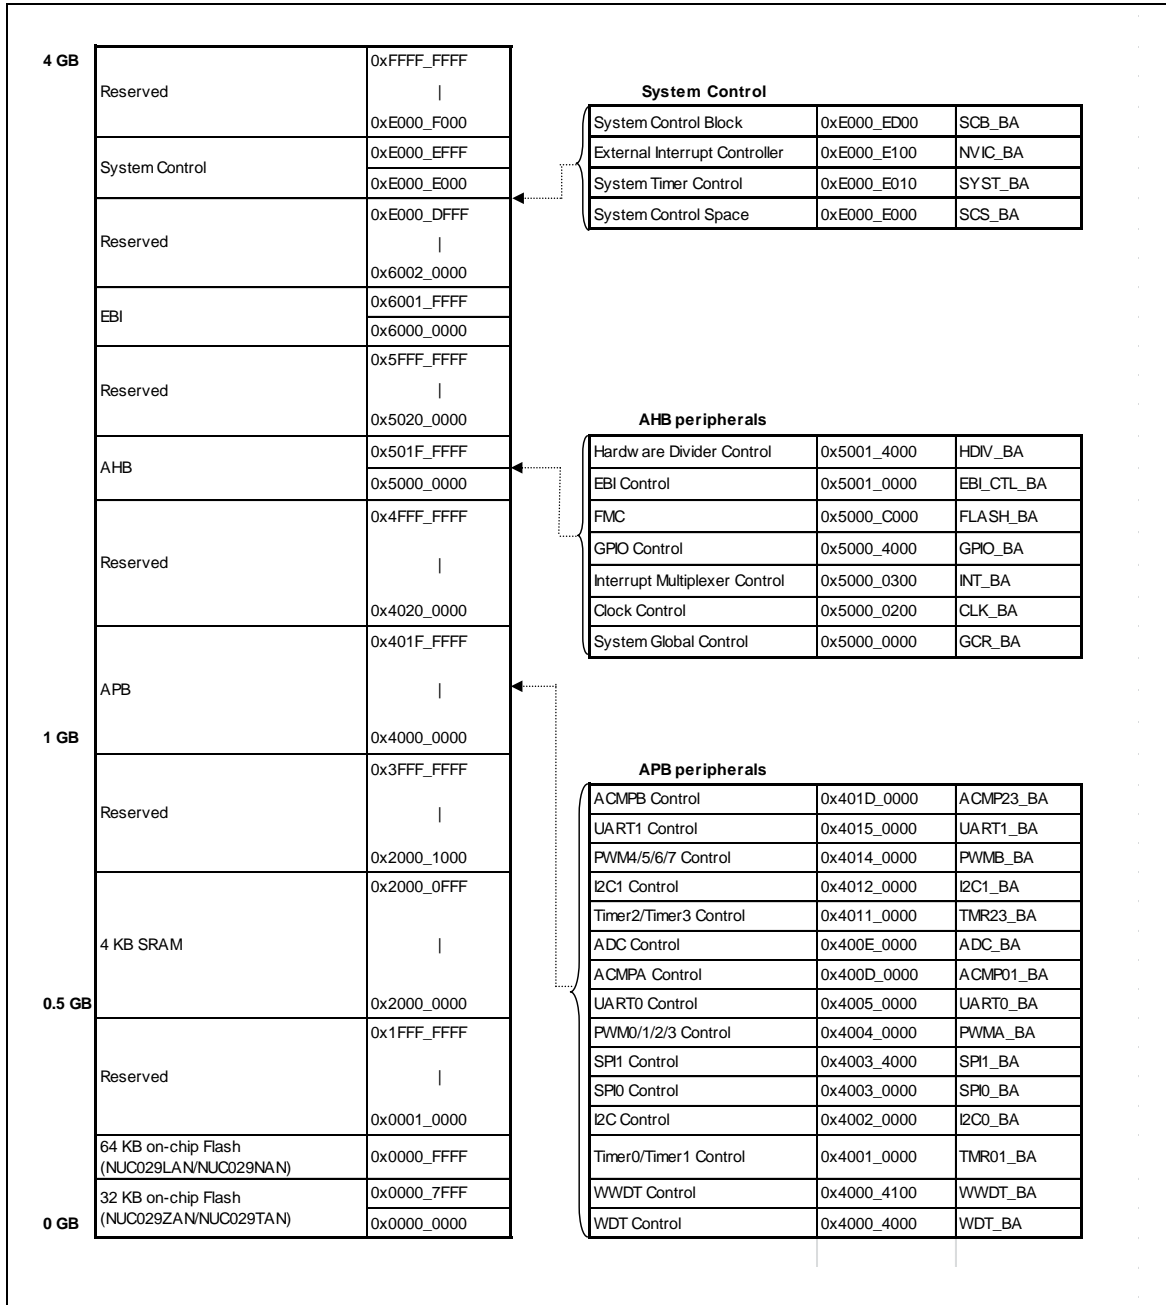 4 GB
Reserved
0xFFFF_FFFF
|
0xE000_F000
System Control
0xE000_EFFF
0xE000_E000
Reserved
0xE000_DFFF
|
0x6002_0000
EBI
0x6001_FFFF
0x6000_0000
Reserved
0x5FFF_FFFF
|
0x5020_0000
AHB
0x501F_FFFF
0x5000_0000
Reserved
0x4FFF_FFFF
|
0x4020_0000
APB
0x401F_FFFF
|
1 GB
0x4000_0000
Reserved
0x3FFF_FFFF
|
0x2000_1000
4 KB SRAM
0x2000_0FFF
|
0.5 GB
0x2000_0000
Reserved
0x1FFF_FFFF
|
0x0001_0000
64 KB on-chip Flash
(NUC029LAN/NUC029NAN)
0x0000_FFFF
32 KB on-chip Flash
(NUC029ZAN/NUC029TAN)
0x0000_7FFF
0 GB
0x0000_0000
System Control
System Control Block 0xE000_ED00 SCB_BA
External Interrupt Controller 0xE000_E100 NVIC_BA
System Timer Control 0xE000_E010 SYST_BA
System Control Space 0xE000_E000 SCS_BA
AHB peripherals
Hardware Divider Control 0x5001_4000 HDIV_BA
EBI Control 0x5001_0000 EBI_CTL_BA
FMC 0x5000_C000 FLASH_BA
GPIO Control 0x5000_4000 GPIO_BA
Interrupt Multiplexer Control 0x5000_0300 INT_BA
Clock Control 0x5000_0200 CLK_BA
System Global Control 0x5000_0000 GCR_BA
APB peripherals
ACMPB Control 0x401D_0000 ACMP23_BA
UART1 Control 0x4015_0000 UART1_BA
PWM4/5/6/7 Control 0x4014_0000 PWMB_BA
I2C1 Control 0x4012_0000 I2C1_BA
Timer2/Timer3 Control 0x4011_0000 TMR23_BA
ADC Control 0x400E_0000 ADC_BA
ACMPA Control 0x400D_0000 ACMP01_BA
UART0 Control 0x4005_0000 UART0_BA
PWM0/1/2/3 Control 0x4004_0000 PWMA_BA
SPI1 Control 0x4003_4000 SPI1_BA
SPI0 Control 0x4003_0000 SPI0_BA
I2C Control 0x4002_0000 I2C0_BA
Timer0/Timer1 Control 0x4001_0000 TMR01_BA
WWDT Control 0x4000_4100 WWDT_BA
WDT Control 0x4000_4000 WDT_BA